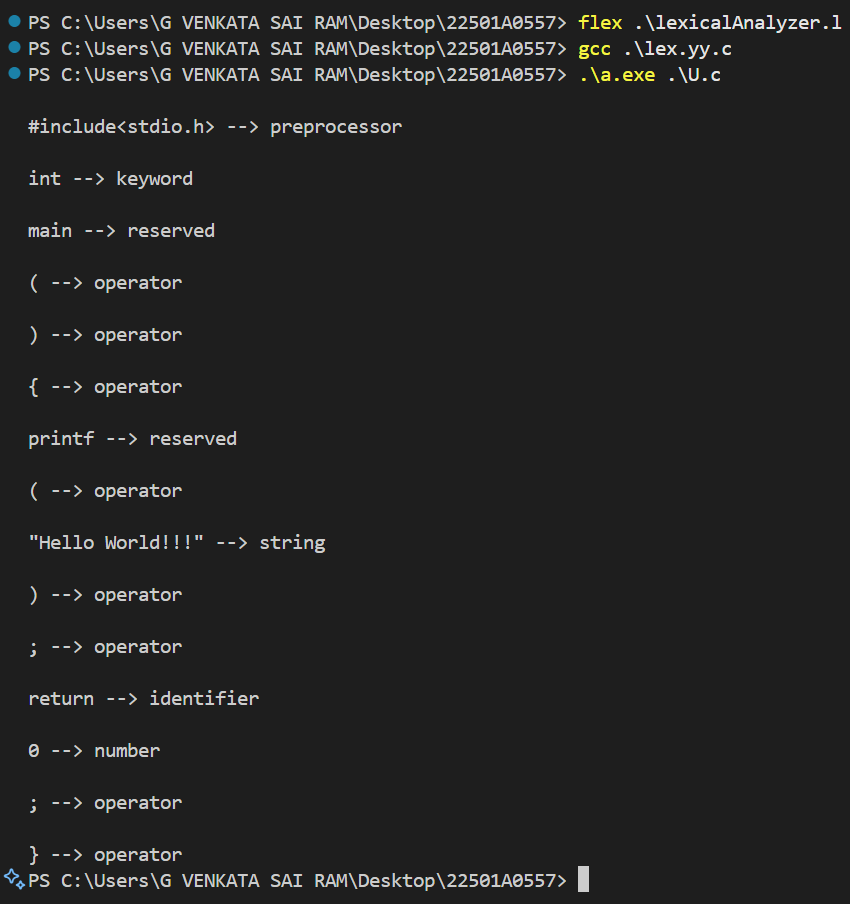 PS C:\Users\G VENKATA SAI RAM\Desktop\22501A0557> flex .\lexicalAnalyzer.l
PS C:\Users\G VENKATA SAI RAM\Desktop\22501A0557> gcc .\lex.yy.c
PS C:\Users\G VENKATA SAI RAM\Desktop\22501A0557> .\a.exe .\U.c
#include<stdio.h> --> preprocessor
int --> keyword
main --> reserved
( --> operator
) --> operator
{ --> operator
printf --> reserved
( --> operator
"Hello World!!!" --> string
) --> operator
; --> operator
return --> identifier
0 --> number
; --> operator
} --> operator
PS C:\Users\G VENKATA SAI RAM\Desktop\22501A0557>